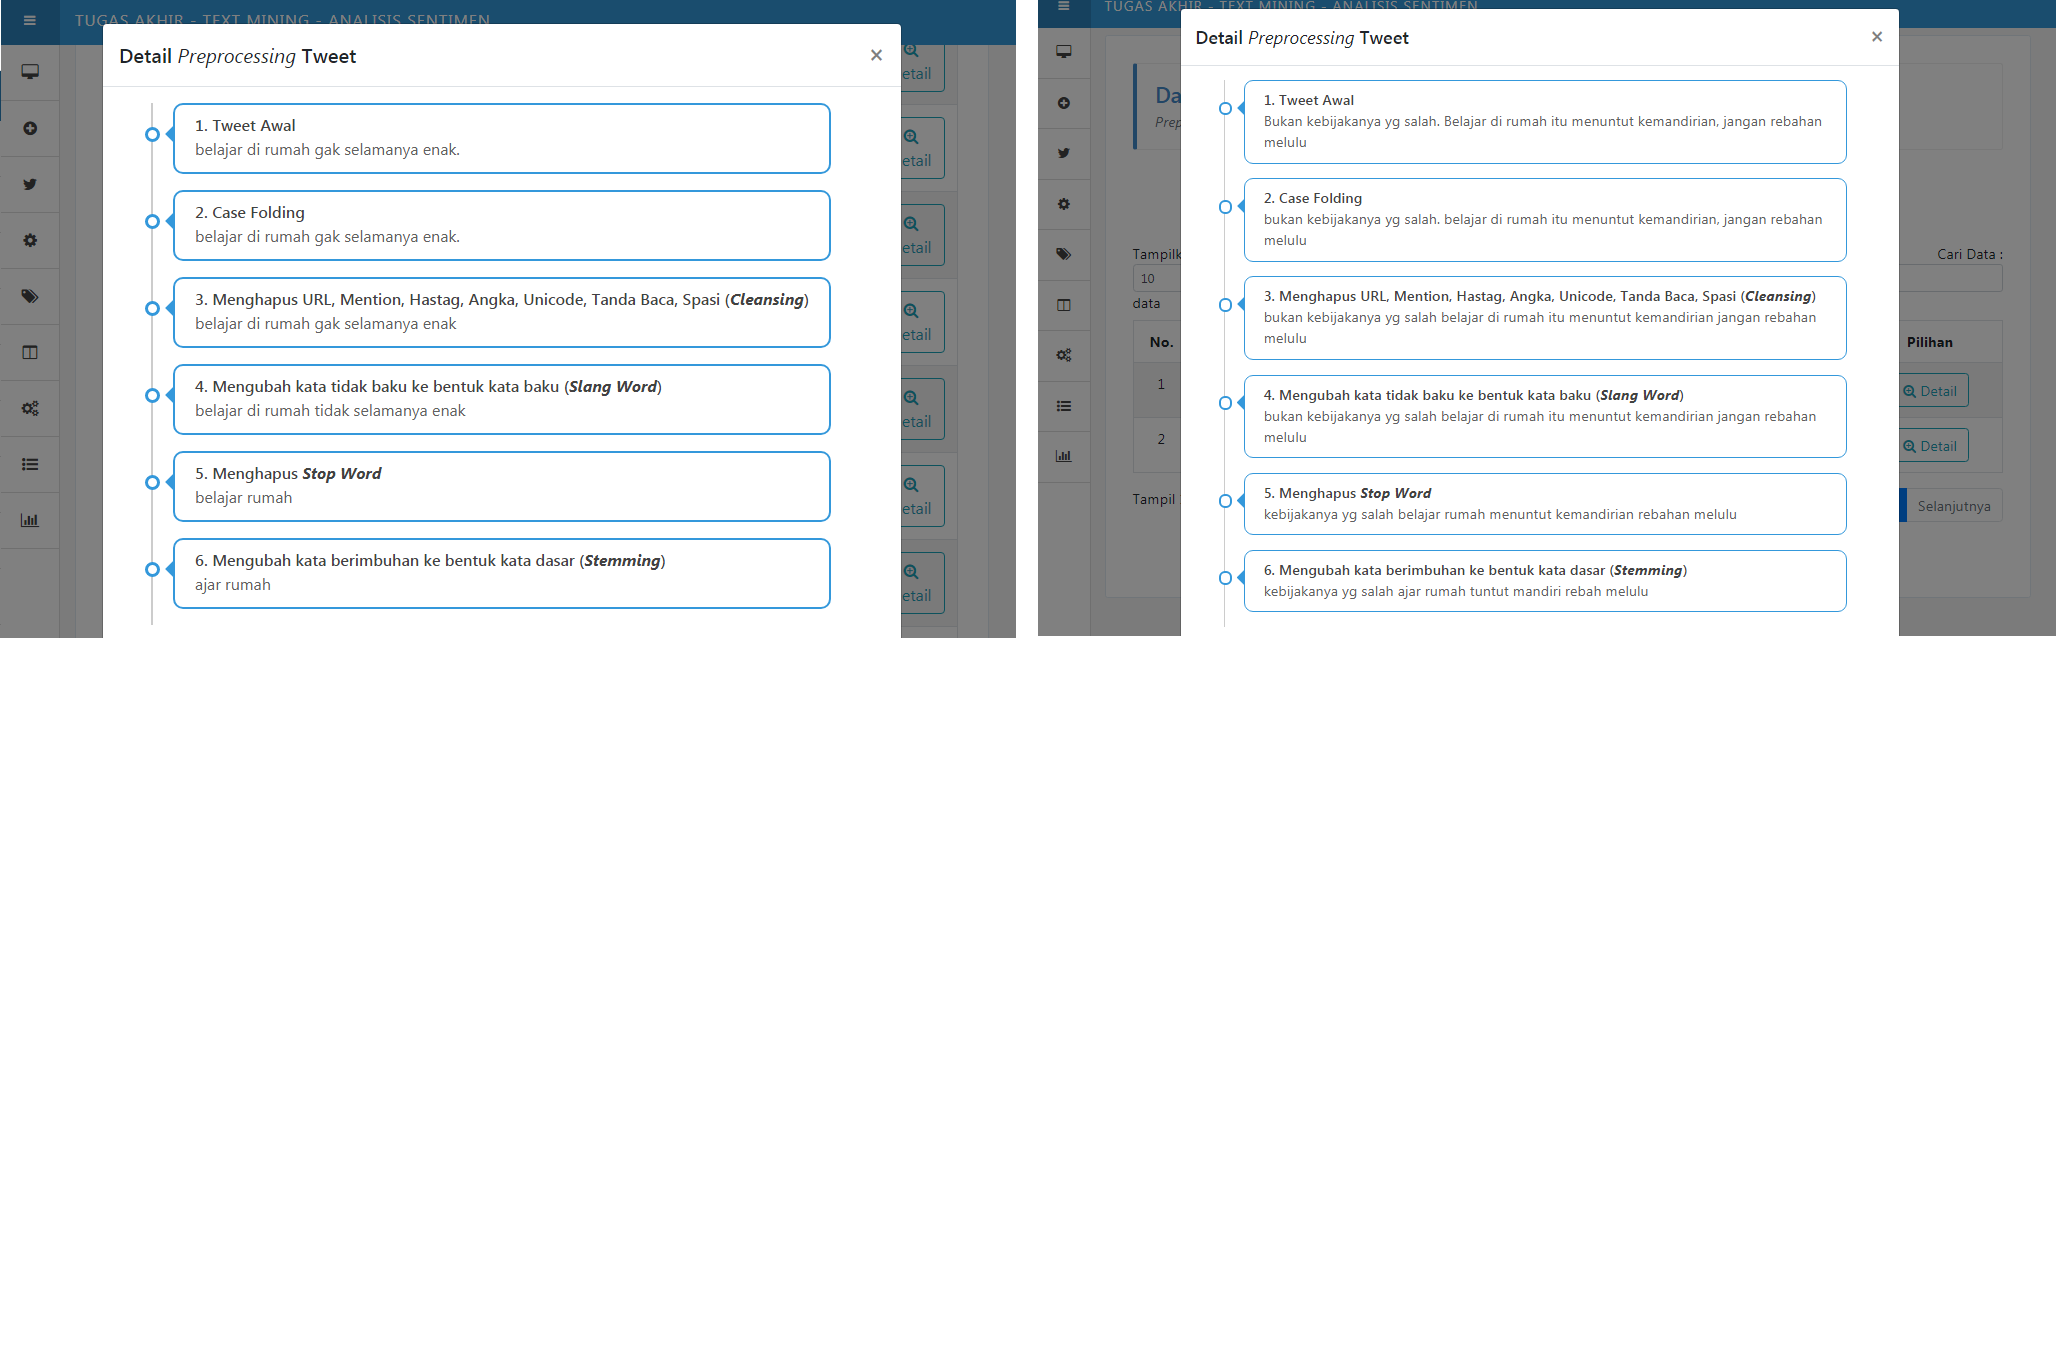 TUGAS AKHIR - TEXT MINING - ANALISIS SENTIMEN
Detail Preprocessing Tweet
×
1. Tweet Awal
belajar di rumah gak selamanya enak.
2. Case Folding
belajar di rumah gak selamanya enak.
3. Menghapus URL, Mention, Hastag, Angka, Unicode, Tanda Baca, Spasi (Cleansing)
belajar di rumah gak selamanya enak
4. Mengubah kata tidak baku ke bentuk kata baku (Slang Word)
belajar di rumah tidak selamanya enak
5. Menghapus Stop Word
belajar rumah
6. Mengubah kata berimbuhan ke bentuk kata dasar (Stemming)
ajar rumah
etail
etail
etail
etail
etail
etail
etail
TUGAS AKHIR - TEXT MINING - ANALISIS SENTIMEN
Detail Preprocessing Tweet
×
1. Tweet Awal
Bukan kebijakanya yg salah. Belajar di rumah itu menuntut kemandirian, jangan rebahan
melulu
2. Case Folding
bukan kebijakanya yg salah. belajar di rumah itu menuntut kemandirian, jangan rebahan
melulu
3. Menghapus URL, Mention, Hastag, Angka, Unicode, Tanda Baca, Spasi (Cleansing)
bukan kebijakanya yg salah belajar di rumah itu menuntut kemandirian jangan rebahan
melulu
4. Mengubah kata tidak baku ke bentuk kata baku (Slang Word)
bukan kebijakanya yg salah belajar di rumah itu menuntut kemandirian jangan rebahan
melulu
5. Menghapus Stop Word
kebijakanya yg salah belajar rumah menuntut kemandirian rebahan melulu
6. Mengubah kata berimbuhan ke bentuk kata dasar (Stemming)
kebijakanya yg salah ajar rumah tuntut mandiri rebah melulu
Da
Prep
Tampilk
10
data
Cari Data :
No.
Pilihan
1
Detail
2
Detail
Tampil
Selanjutnya